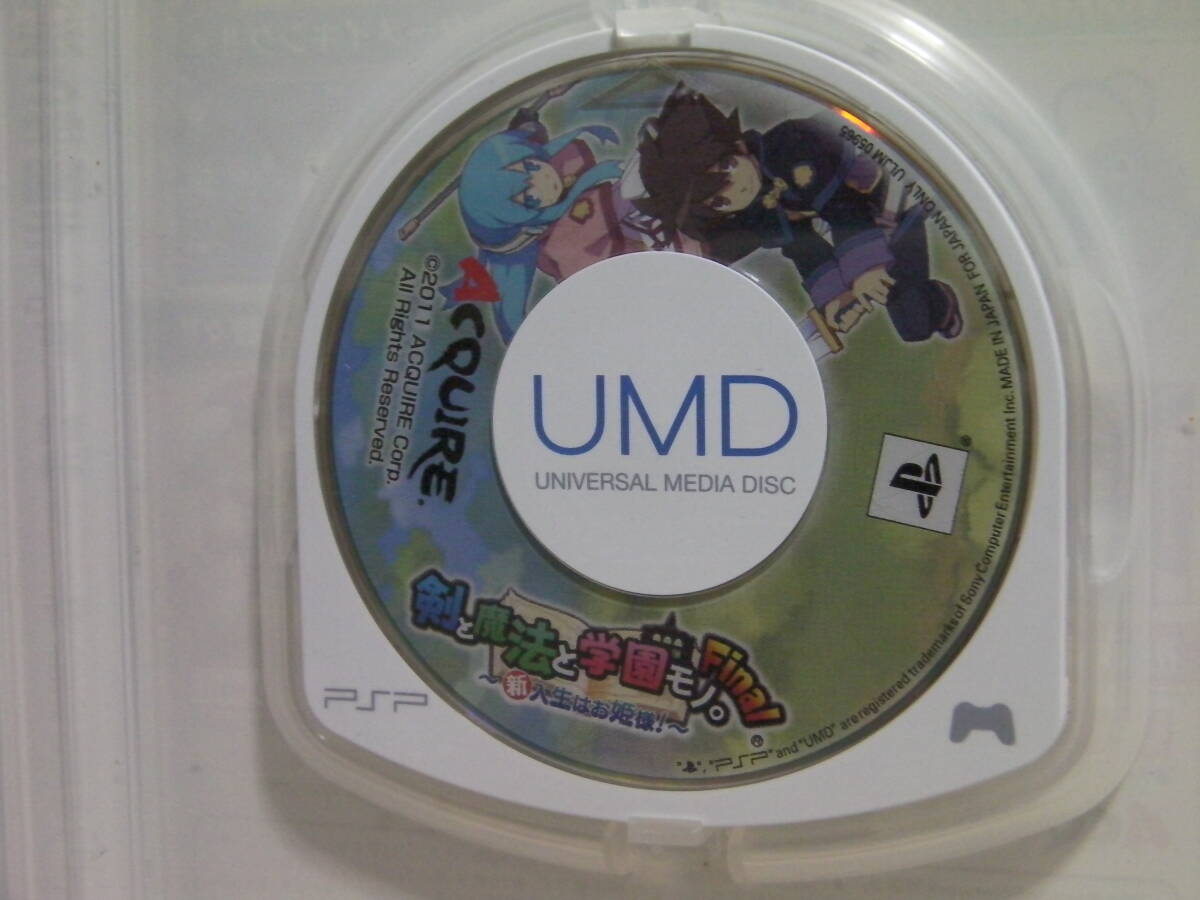 UMD
UNIVERSAL MEDIA DISC
ACQUIRE.
©2011 ACQUIRE Corp.
All Rights Reserved.
剣と魔法と学園モノ。Final
～新入生はお姫様！～
PSP
"PSP" and "UMD" are registered trademarks of Sony Computer Entertainment Inc. MADE IN JAPAN FOR JAPAN ONLY ULJM 05965